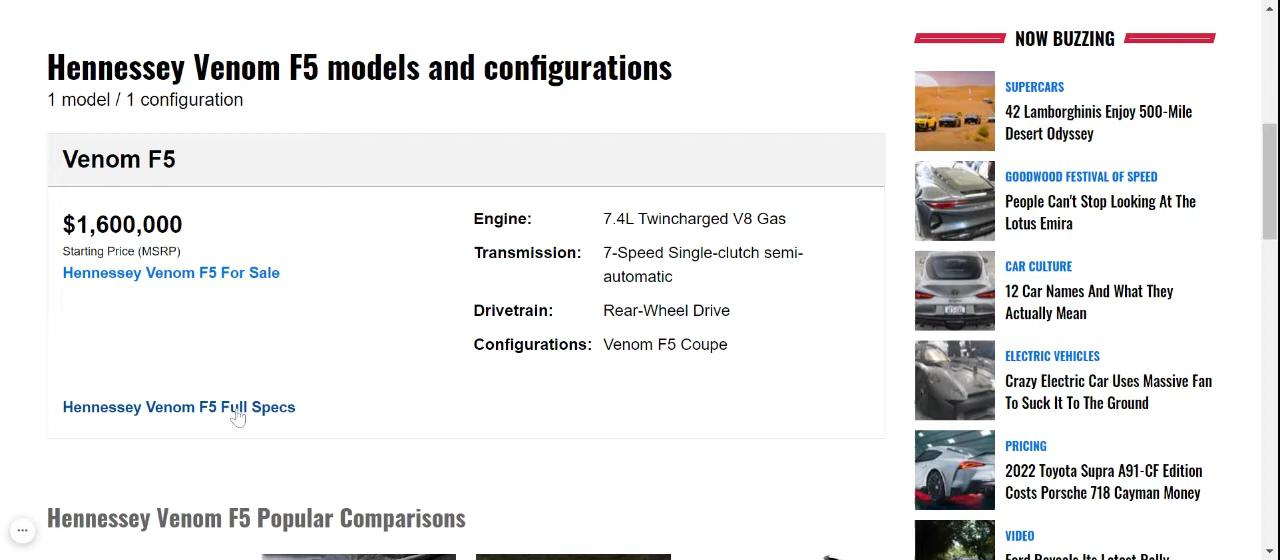 Hennessey Venom F5 models and configurations
1 model / 1 configuration
Venom F5
$1,600,000
Starting Price (MSRP)
Hennessey Venom F5 For Sale
Engine: 7.4L Twincharged V8 Gas
Transmission: 7-Speed Single-clutch semi-
automatic
Drivetrain: Rear-Wheel Drive
Configurations: Venom F5 Coupe
Hennessey Venom F5 Full Specs
Hennessey Venom F5 Popular Comparisons
NOW BUZZING
SUPERCARS
42 Lamborghinis Enjoy 500-Mile
Desert Odyssey
GOODWOOD FESTIVAL OF SPEED
People Can't Stop Looking At The
Lotus Emira
CAR CULTURE
12 Car Names And What They
Actually Mean
ELECTRIC VEHICLES
Crazy Electric Car Uses Massive Fan
To Suck It To The Ground
PRICING
2022 Toyota Supra A91-CF Edition
Costs Porsche 718 Cayman Money
VIDEO
Ford Reveals Its Latest Rally